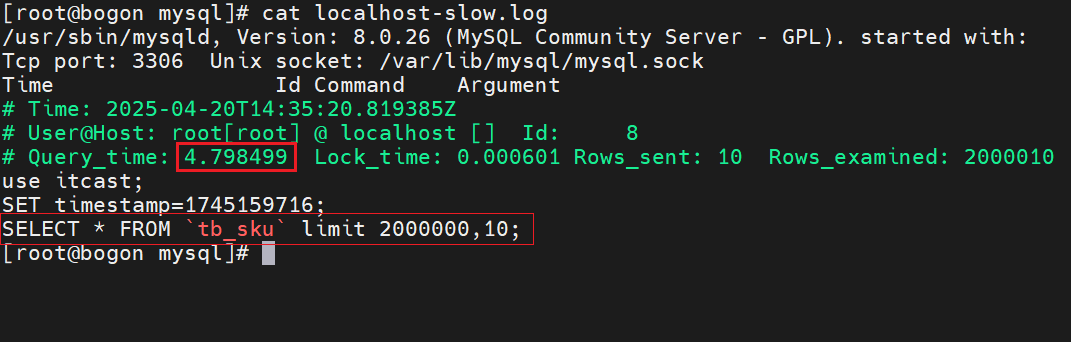 [root@bogon mysql]# cat localhost-slow.log
/usr/sbin/mysqld, Version: 8.0.26 (MySQL Community Server - GPL). started with:
Tcp port: 3306  Unix socket: /var/lib/mysql/mysql.sock
Time                 Id Command    Argument
# Time: 2025-04-20T14:35:20.819385Z
# User@Host: root[root] @ localhost []  Id:     8
# Query_time: 4.798499  Lock_time: 0.000601 Rows_sent: 10  Rows_examined: 2000010
use itcast;
SET timestamp=1745159716;
SELECT * FROM `tb_sku` limit 2000000,10;
[root@bogon mysql]#